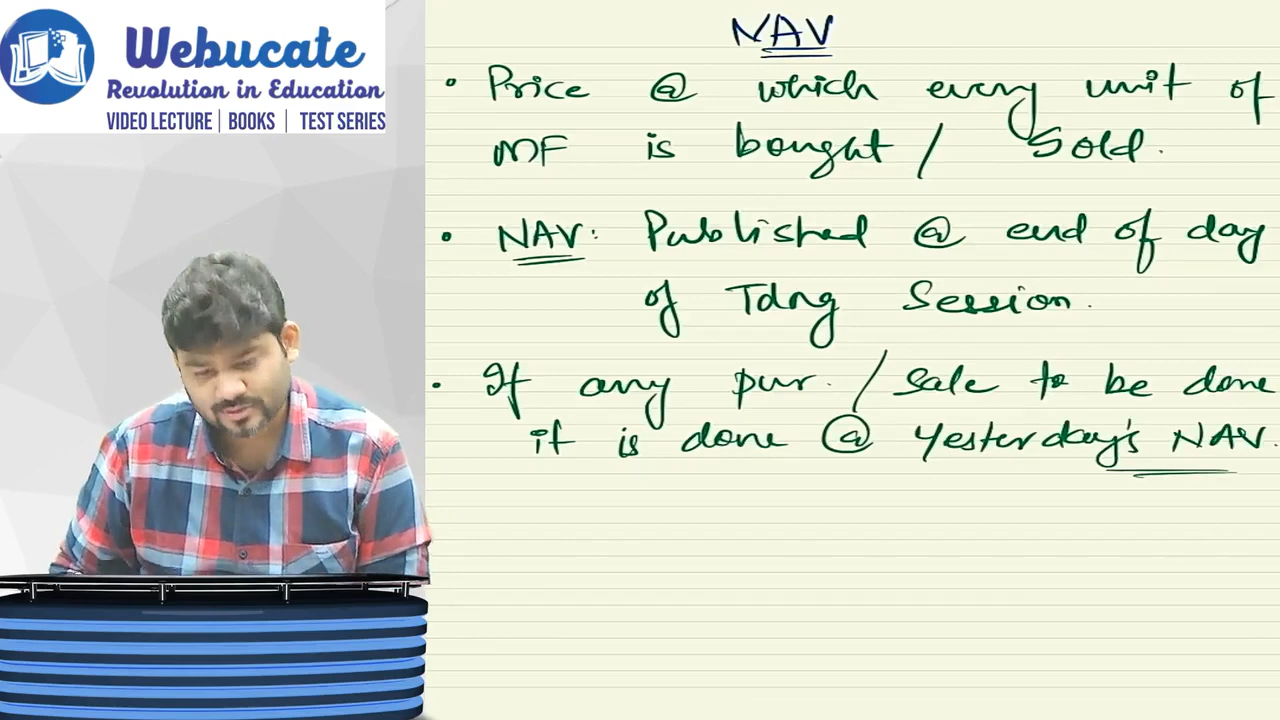 Webucate
Revolution in Education
VIDEO LECTURE | BOOKS | TEST SERIES
NAV
• Price @ which every unit of
MF is bought / Sold.
• NAV: Published @ end of day
of Tdng Session.
• If any pur. / Sale to be done
it is done @ Yesterday's NAV.